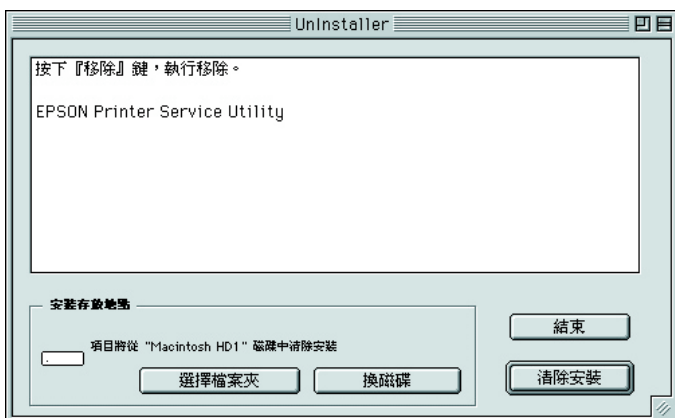 UnInstaller
按下『移除』鍵，執行移除。
EPSON Printer Service Utility
安裝存放地點
項目將從 "Macintosh HD1" 磁碟中清除安裝
選擇檔案夾
換磁碟
結束
清除安裝